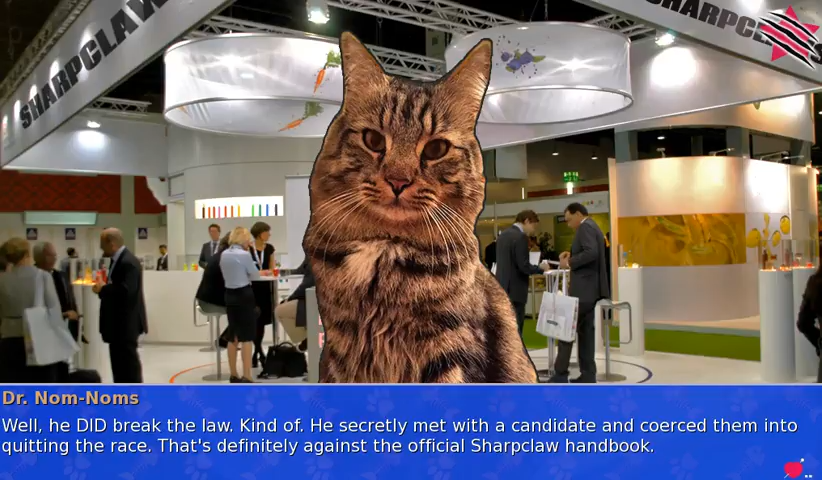 SHARPCLAW
SHARPCL
Dr. Nom-Noms
Well, he DID break the law. Kind of. He secretly met with a candidate and coerced them into
quitting the race. That's definitely against the official Sharpclaw handbook.